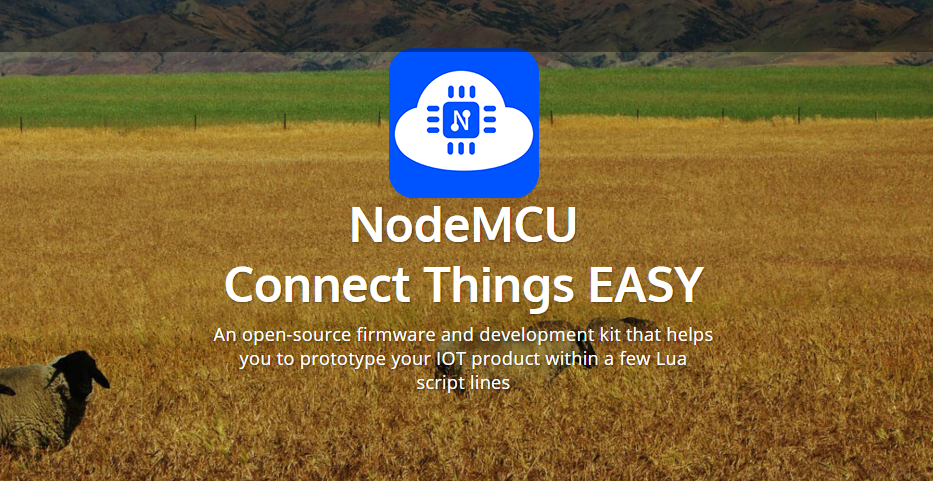 N
NodeMCU
Connect Things EASY
An open-source firmware and development kit that helps
you to prototype your IOT product within a few Lua
script lines